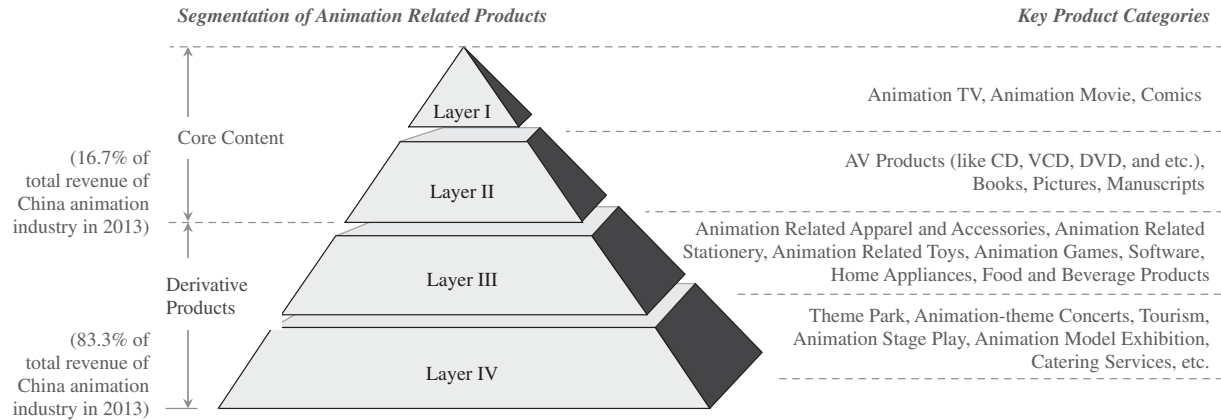 Segmentation of Animation Related Products
Key Product Categories
Core Content
(16.7% of
total revenue of
China animation
industry in 2013)
Derivative
Products
(83.3% of
total revenue of
China animation
industry in 2013)
Layer I
Animation TV, Animation Movie, Comics
Layer II
AV Products (like CD, VCD, DVD, and etc.),
Books, Pictures, Manuscripts
Layer III
Animation Related Apparel and Accessories, Animation Related
Stationery, Animation Related Toys, Animation Games, Software,
Home Appliances, Food and Beverage Products
Layer IV
Theme Park, Animation-theme Concerts, Tourism,
Animation Stage Play, Animation Model Exhibition,
Catering Services, etc.